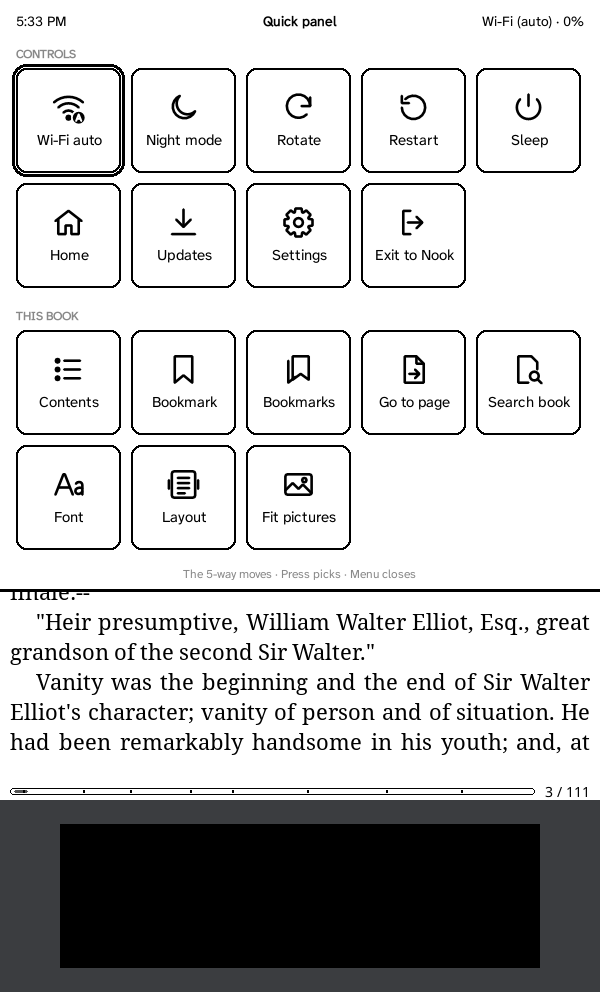 5:33 PM Quick panel Wi-Fi (auto) · 0%
CONTROLS
Wi-Fi auto Night mode Rotate Restart Sleep
Home Updates Settings Exit to Nook
THIS BOOK
Contents Bookmark Bookmarks Go to page Search book
Aa
Font Layout Fit pictures
The 5-way moves · Press picks · Menu closes
finale:--
"Heir presumptive, William Walter Elliot, Esq., great
grandson of the second Sir Walter."
Vanity was the beginning and the end of Sir Walter
Elliot's character; vanity of person and of situation. He
had been remarkably handsome in his youth; and, at
3 / 111